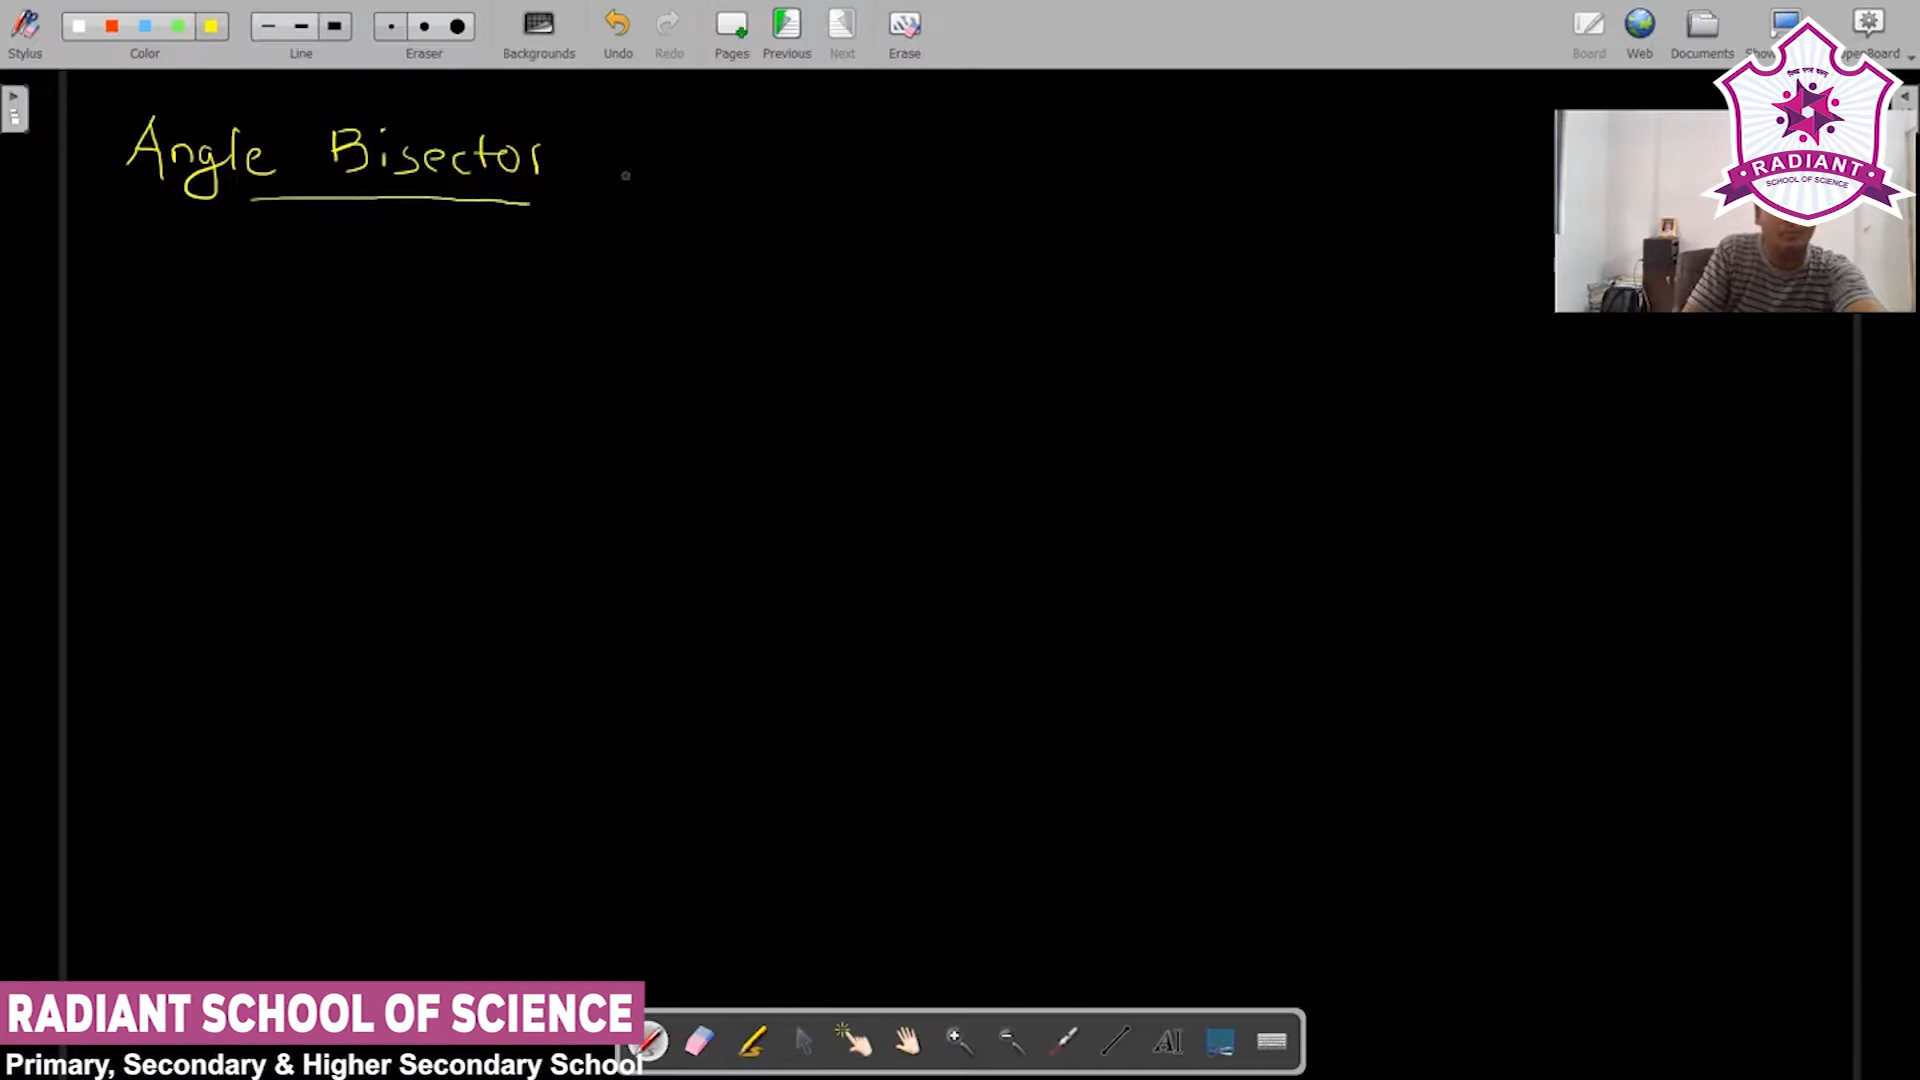 Stylus Color Line Eraser Backgrounds Undo Redo Pages Previous Next Erase Board Web Documents
Angle Bisector
RADIANT
SCHOOL OF SCIENCE
AI
RADIANT SCHOOL OF SCIENCE
Primary, Secondary & Higher Secondary School